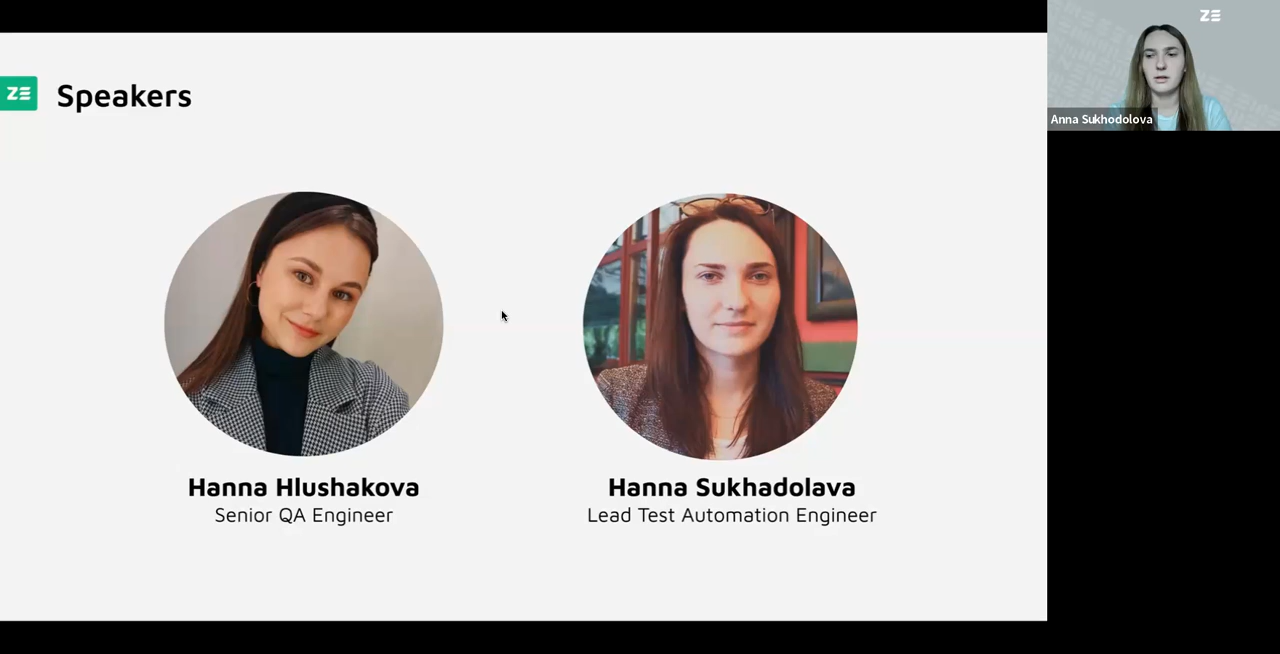 ZE
ZE
Speakers
Anna Sukhodolova
Hanna Hlushakova
Senior QA Engineer
Hanna Sukhadolava
Lead Test Automation Engineer